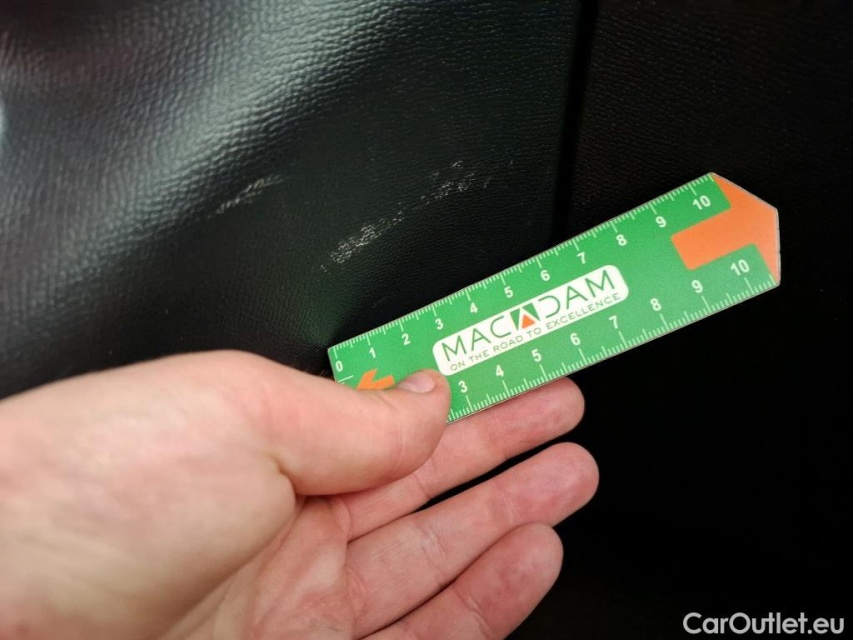 0 1 2 3 4 5 6 7 8 9 10
MACADAM
ON THE ROAD TO EXCELLENCE
3 4 5 6 7 8 9 10
CarOutlet.eu